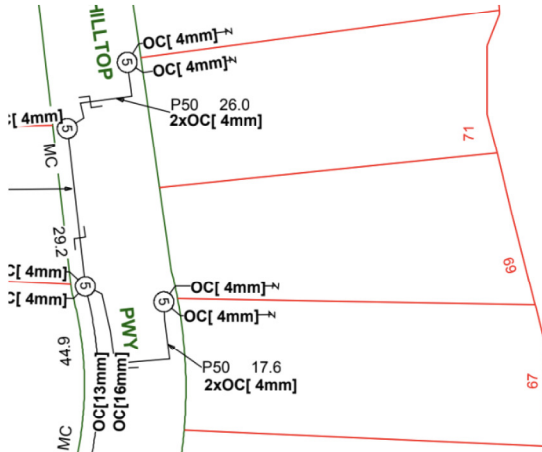 HILLTOP
5
OC[ 4mm]
OC[ 4mm]
P50 26.0
2xOC[ 4mm]
C[ 4mm]
5
MC
71
29.2
69
C[ 4mm]
C[ 4mm]
5
OC[ 4mm]
5
OC[ 4mm]
PWY
44.9
OC[13mm]
OC[16mm]
P50 17.6
2xOC[ 4mm]
67
MC